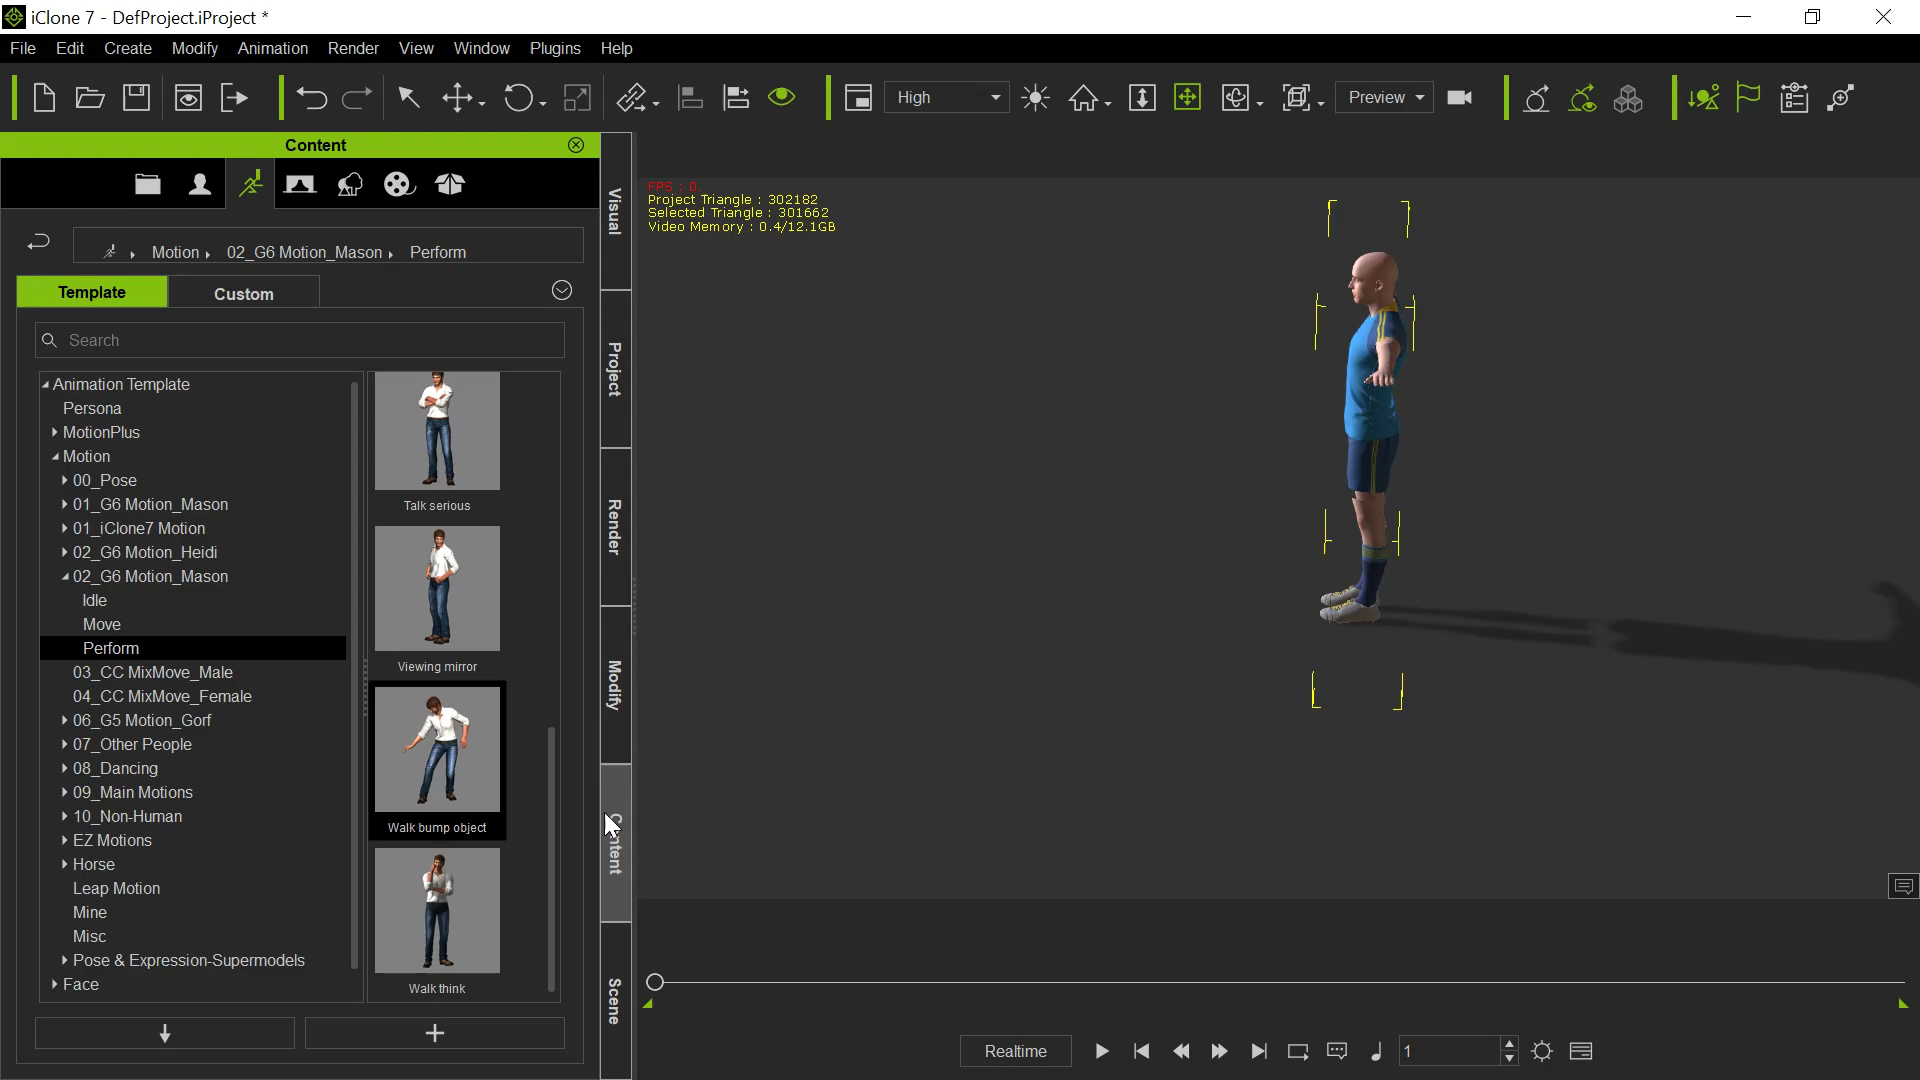 iClone 7 - DefProject.iProject *
File Edit Create Modify Animation Render View Window Plugins Help
High
Preview
Content
Motion 02_G6 Motion_Mason Perform
Template Custom
Search
Animation Template
Persona
MotionPlus
Motion
00_Pose
01_G6 Motion_Mason
01_iClone7 Motion
02_G6 Motion_Heidi
02_G6 Motion_Mason
Idle
Move
Perform
03_CC MixMove_Male
04_CC MixMove_Female
06_G5 Motion_Gorf
07_Other People
08_Dancing
09_Main Motions
10_Non-Human
EZ Motions
Horse
Leap Motion
Mine
Misc
Pose & Expression-Supermodels
Face
Talk serious
Viewing mirror
Walk bump object
Walk think
Visual
Project
Render
Modify
Content
Scene
FPS : 0.
Project Triangle : 302182
Selected Triangle : 301662
Video Memory : 0.4/12.1GB
Realtime
1